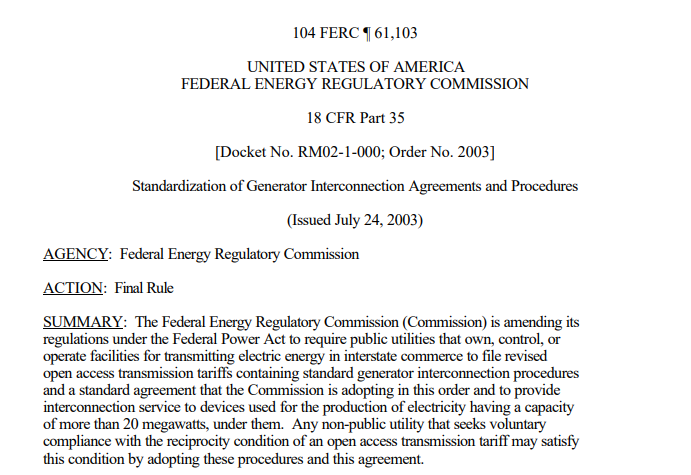 104 FERC ¶ 61,103
UNITED STATES OF AMERICA
FEDERAL ENERGY REGULATORY COMMISSION
18 CFR Part 35
[Docket No. RM02-1-000; Order No. 2003]
Standardization of Generator Interconnection Agreements and Procedures
(Issued July 24, 2003)
AGENCY:  Federal Energy Regulatory Commission
ACTION:  Final Rule
SUMMARY:  The Federal Energy Regulatory Commission (Commission) is amending its
regulations under the Federal Power Act to require public utilities that own, control, or
operate facilities for transmitting electric energy in interstate commerce to file revised
open access transmission tariffs containing standard generator interconnection procedures
and a standard agreement that the Commission is adopting in this order and to provide
interconnection service to devices used for the production of electricity having a capacity
of more than 20 megawatts, under them.  Any non-public utility that seeks voluntary
compliance with the reciprocity condition of an open access transmission tariff may satisfy
this condition by adopting these procedures and this agreement.